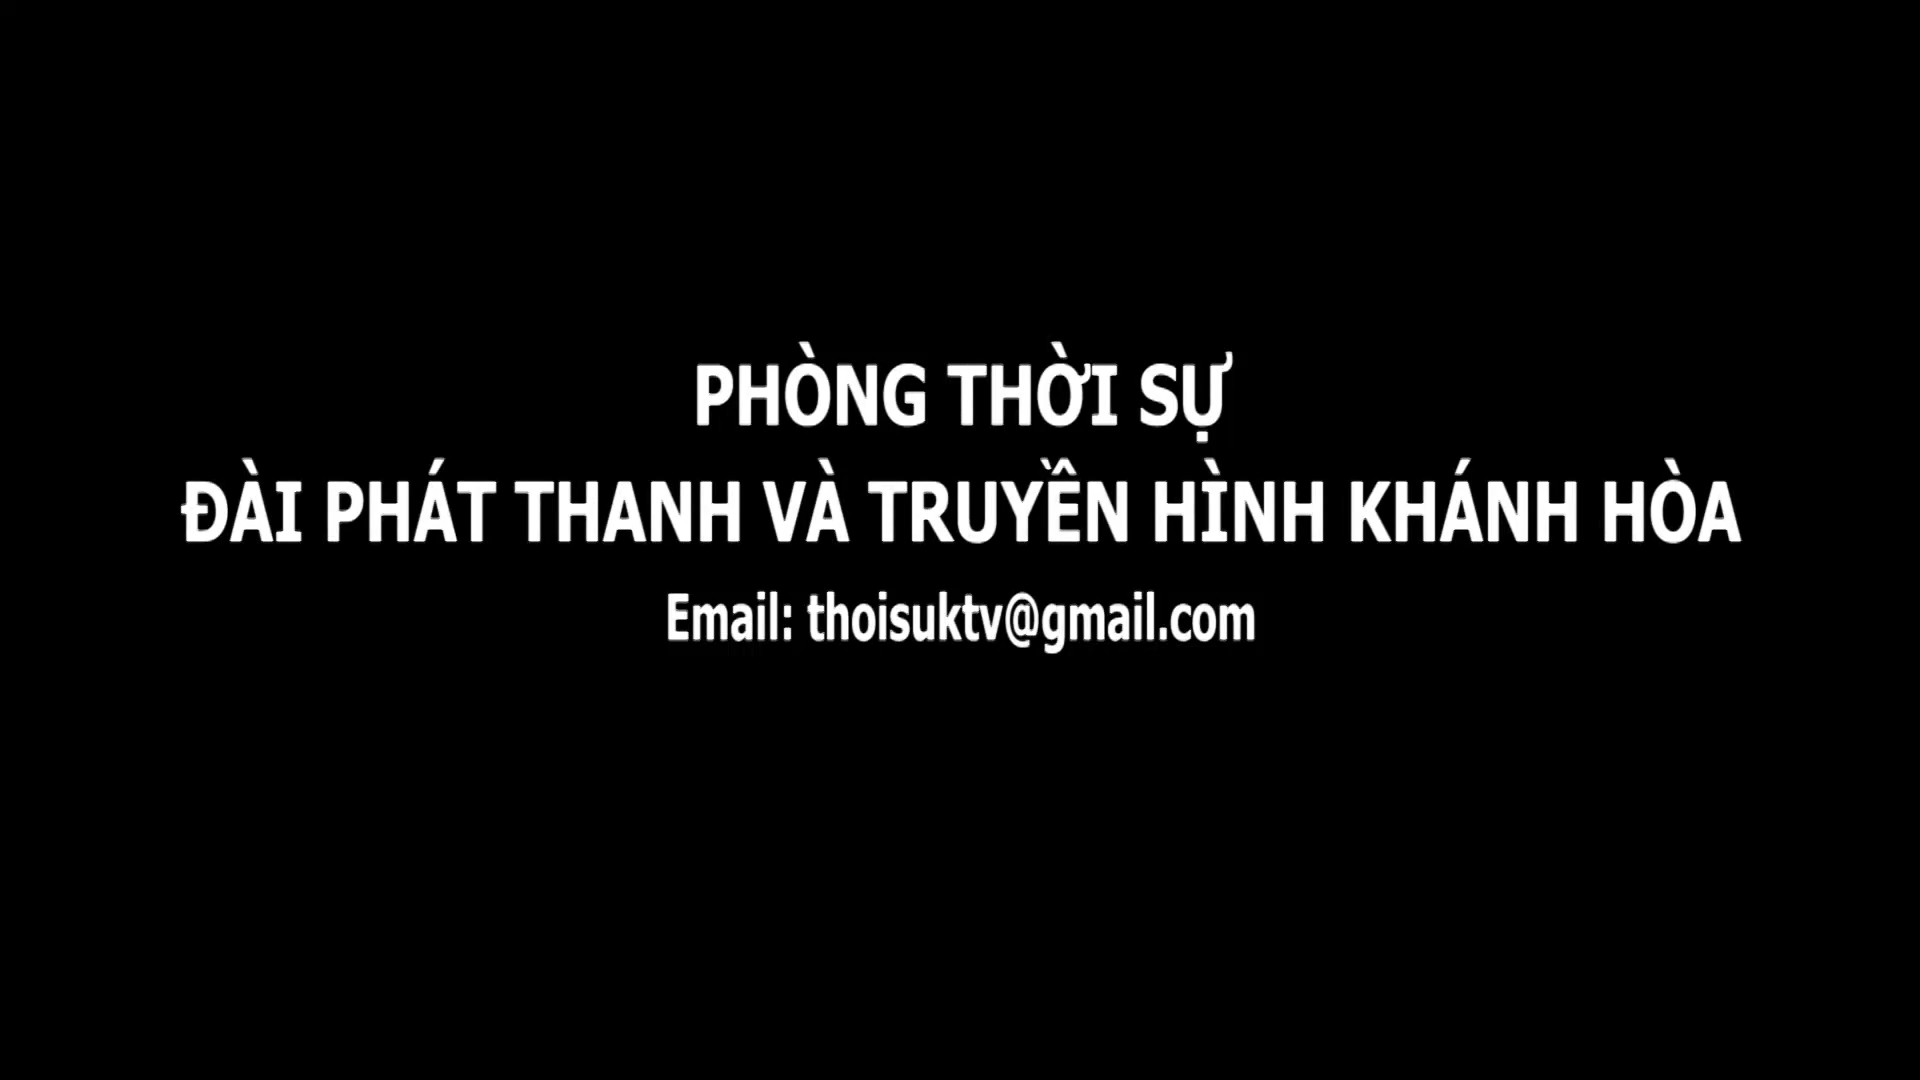 PHÒNG THỜI SỰ
ĐÀI PHÁT THANH VÀ TRUYỀN HÌNH KHÁNH HÒA
Email: thoisuktv@gmail.com